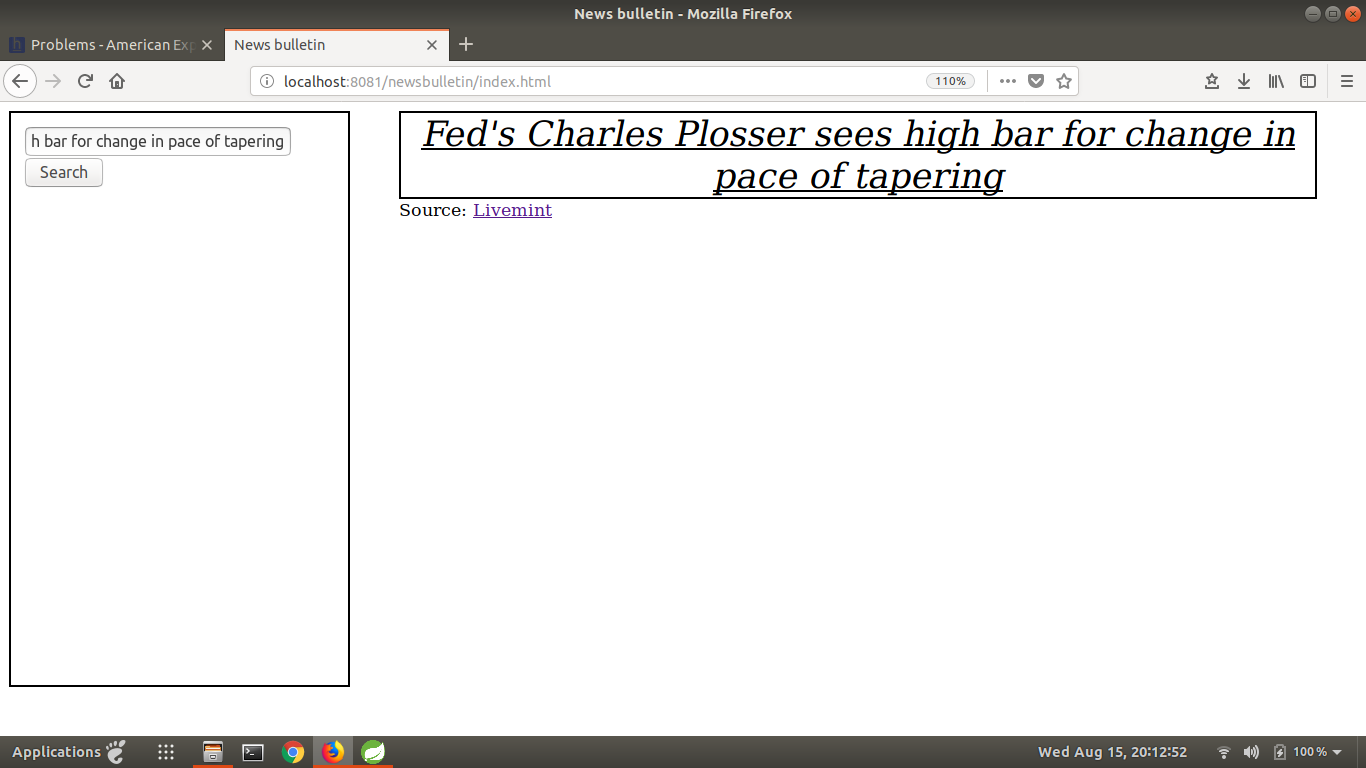 News bulletin - Mozilla Firefox
Problems - American Exp
News bulletin
localhost:8081/newsbulletin/index.html
110%
h bar for change in pace of tapering
Search
Fed's Charles Plosser sees high bar for change in
pace of tapering
Source: Livemint
Applications
Wed Aug 15, 20:12:52
100 %